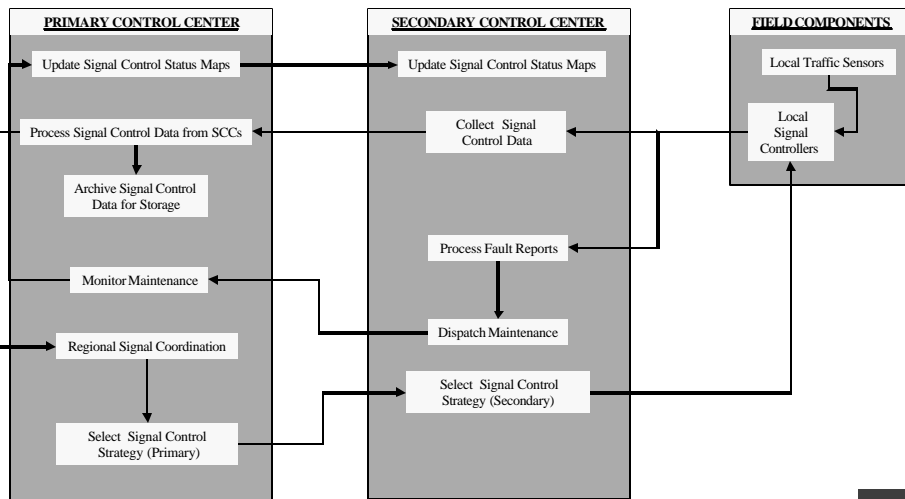 PRIMARY CONTROL CENTER
Update Signal Control Status Maps
Process Signal Control Data from SCCs
Archive Signal Control
Data for Storage
Monitor Maintenance
Regional Signal Coordination
Select Signal Control
Strategy (Primary)
SECONDARY CONTROL CENTER
Update Signal Control Status Maps
Collect Signal
Control Data
Process Fault Reports
Dispatch Maintenance
Select Signal Control
Strategy (Secondary)
FIELD COMPONENTS
Local Traffic Sensors
Local
Signal
Controllers